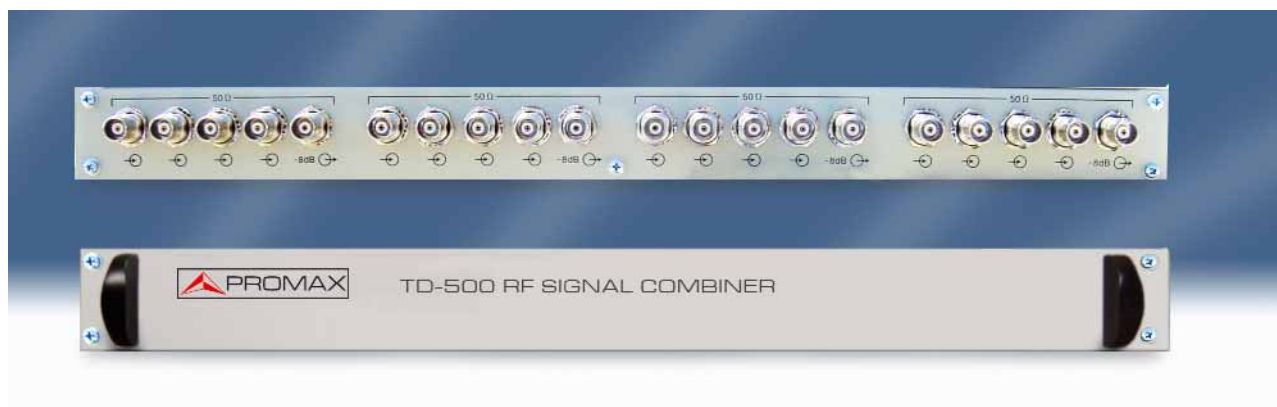 50 Ω 50 Ω 50 Ω 50 Ω
-8dB -8dB -8dB -8dB
PROMAX TD-500 RF SIGNAL COMBINER